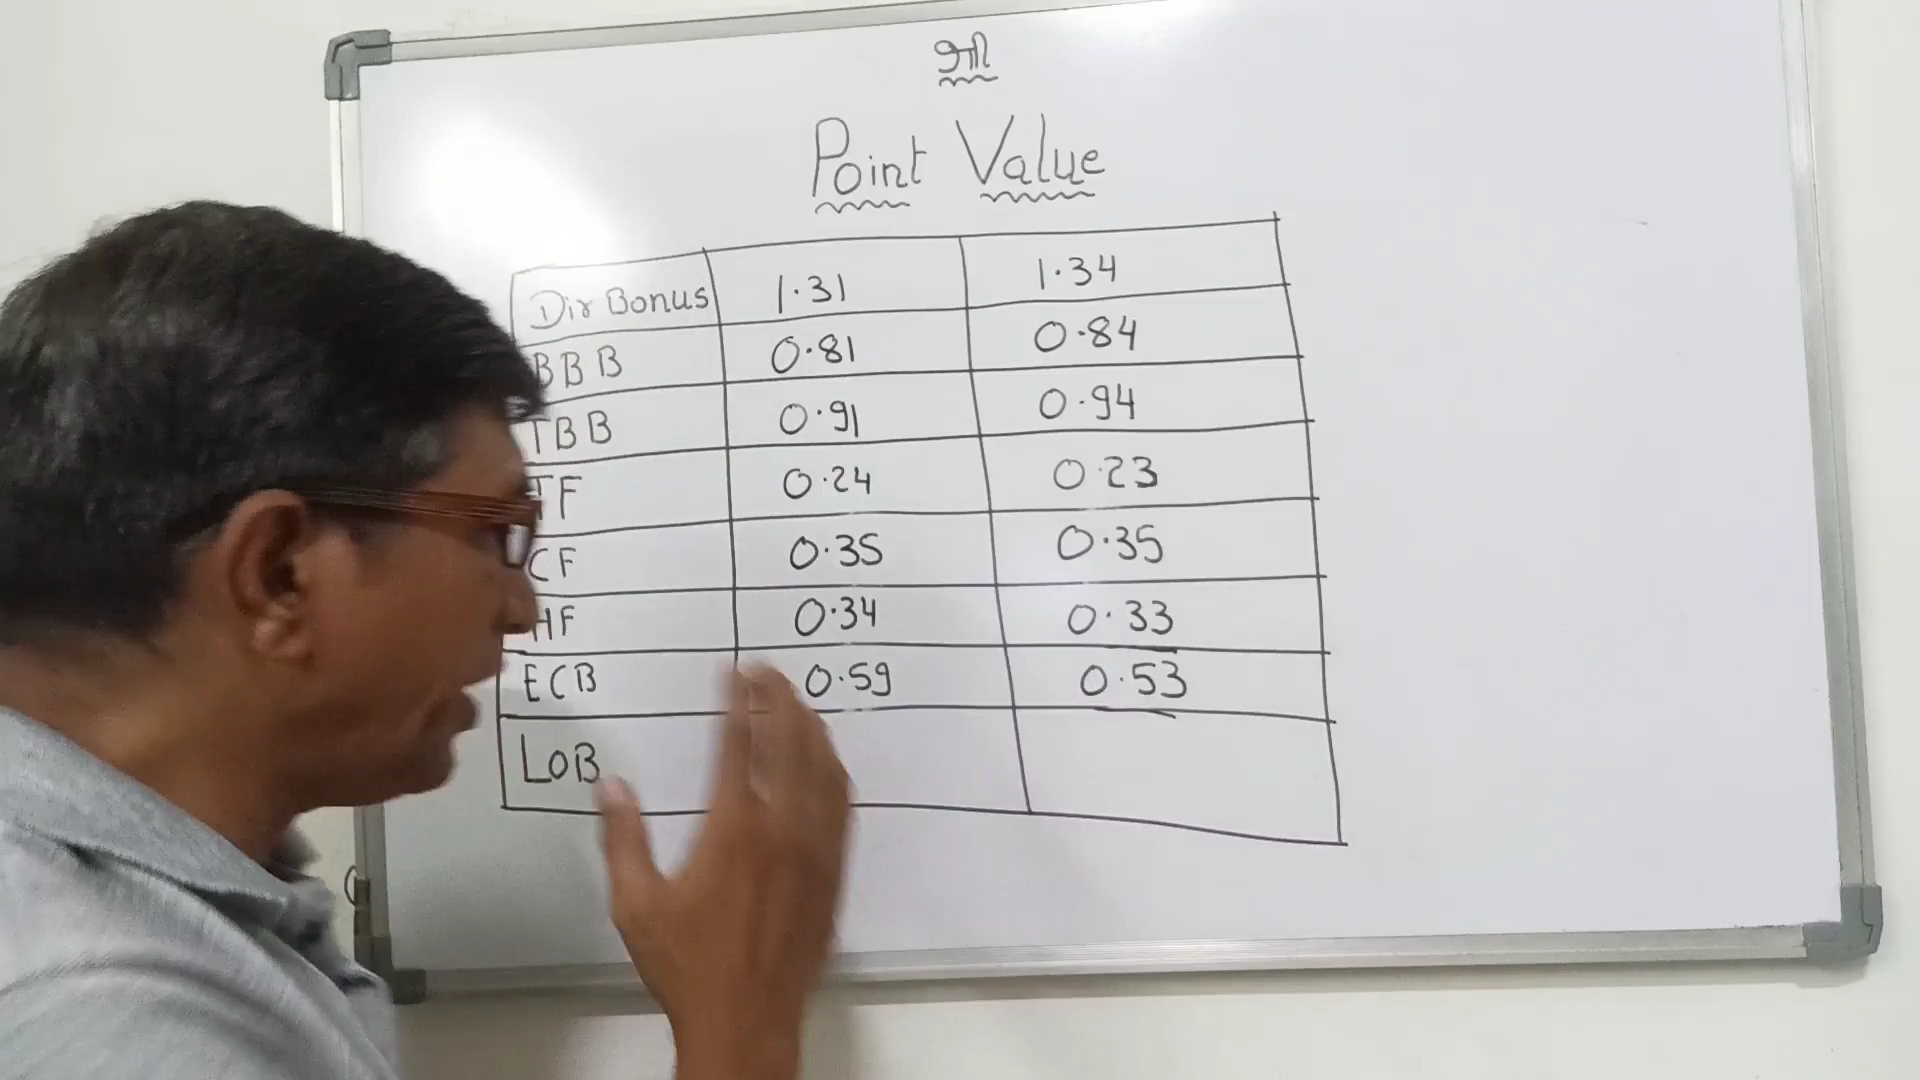 श्री
Point Value
Dir Bonus 1.31 1.34
BBB 0.81 0.84
TBB 0.91 0.94
TF 0.24 0.23
CF 0.35 0.35
HF 0.34 0.33
ECB 0.59 0.53
LOB